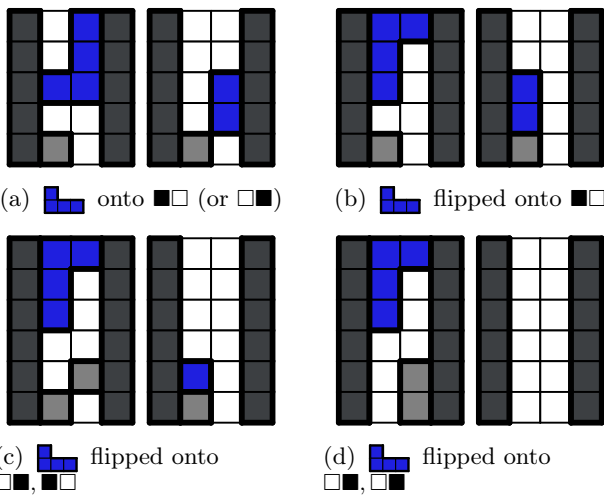 (a) onto ■□ (or □■)
(b) flipped onto ■□
(c) flipped onto
□■, ■□
(d) flipped onto
□■, □■